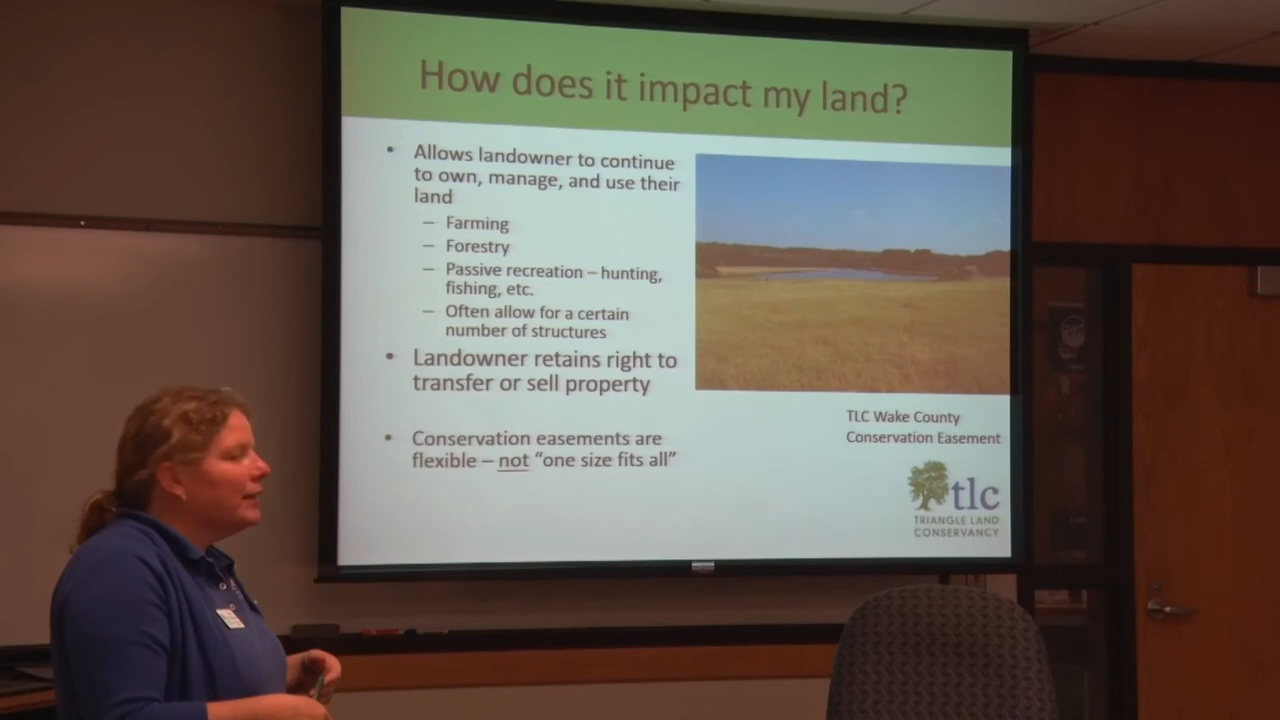 How does it impact my land?
• Allows landowner to continue
to own, manage, and use their
land
– Farming
– Forestry
– Passive recreation – hunting,
fishing, etc.
– Often allow for a certain
number of structures
• Landowner retains right to
transfer or sell property
• Conservation easements are
flexible – not "one size fits all"
TLC Wake County
Conservation Easement
tlc
TRIANGLE LAND
CONSERVANCY